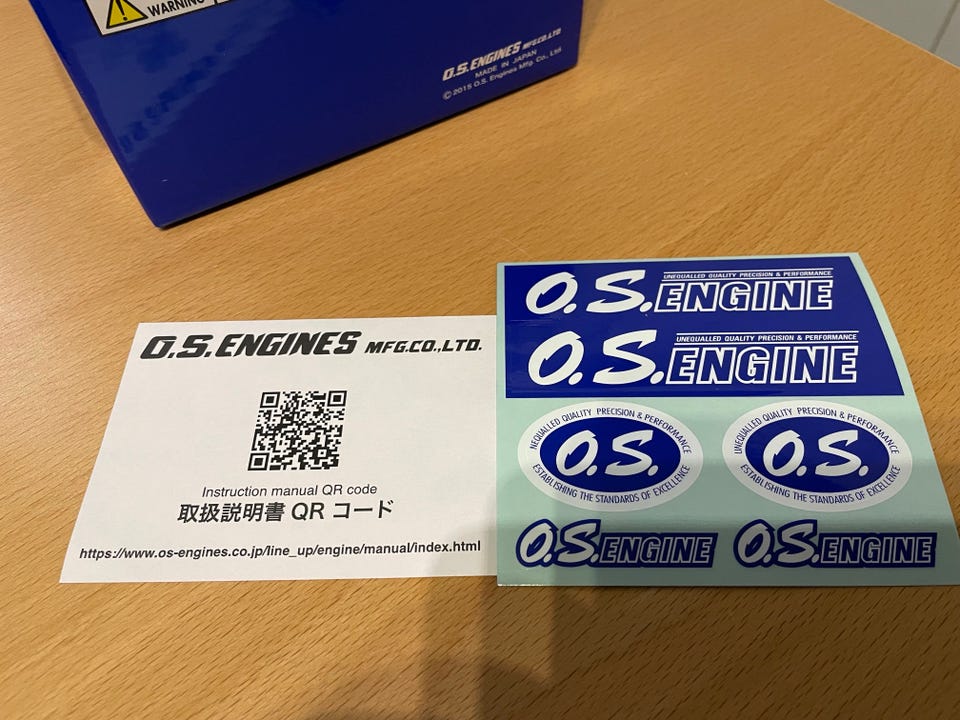 WARNING
O.S. ENGINES MFG.CO.,LTD
MADE IN JAPAN
©2015 O.S. Engines Mfg. Co., Ltd
O.S. ENGINES MFG.CO.,LTD.
Instruction manual QR code
取扱説明書 QR コード
https://www.os-engines.co.jp/line_up/engine/manual/index.html
UNEQUALLED QUALITY PRECISION & PERFORMANCE
O.S.ENGINE
UNEQUALLED QUALITY PRECISION & PERFORMANCE
O.S.ENGINE
NEQUALLED QUALITY PRECISION & PERFORMANCE
O.S.
ESTABLISHING THE STANDARDS OF EXCELLENCE
UNEQUALLED QUALITY PRECISION & PERFORMANCE
O.S.
ESTABLISHING THE STANDARDS OF EXCELLENCE
O.S.ENGINE
O.S.ENGINE